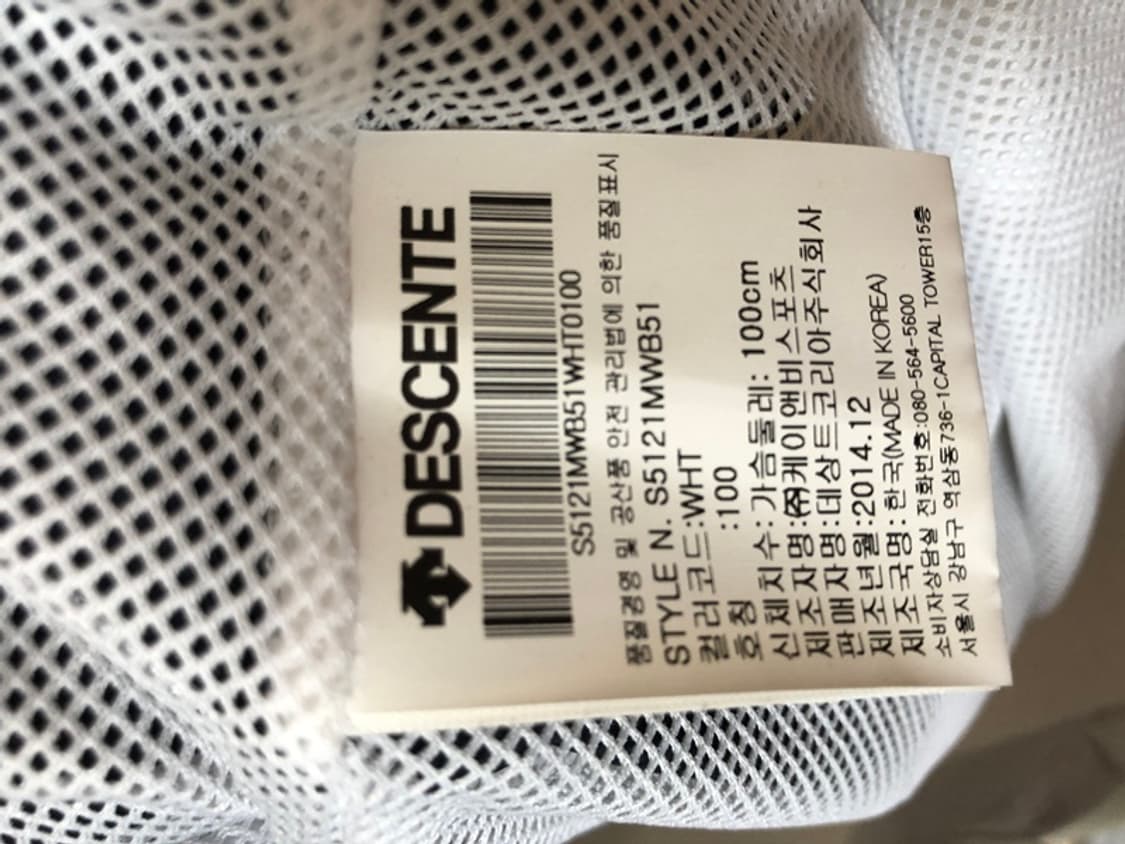 DESCENTE
S5121MWB51WHT0100
품질경영 및 공산품 안전 관리법에 의한 품질표시
STYLE N. S5121MWB51
컬러코드:WHT
호칭 :100
신체치수: 가슴둘레: 100cm
제조자명:㈜케이앤비스포츠
판매자명:데상트코리아주식회사
제조년월:2014.12
제조국명: 한국(MADE IN KOREA)
소비자상담실 전화번호:080-564-5600
서울시 강남구 역삼동736-1CAPITAL TOWER15층